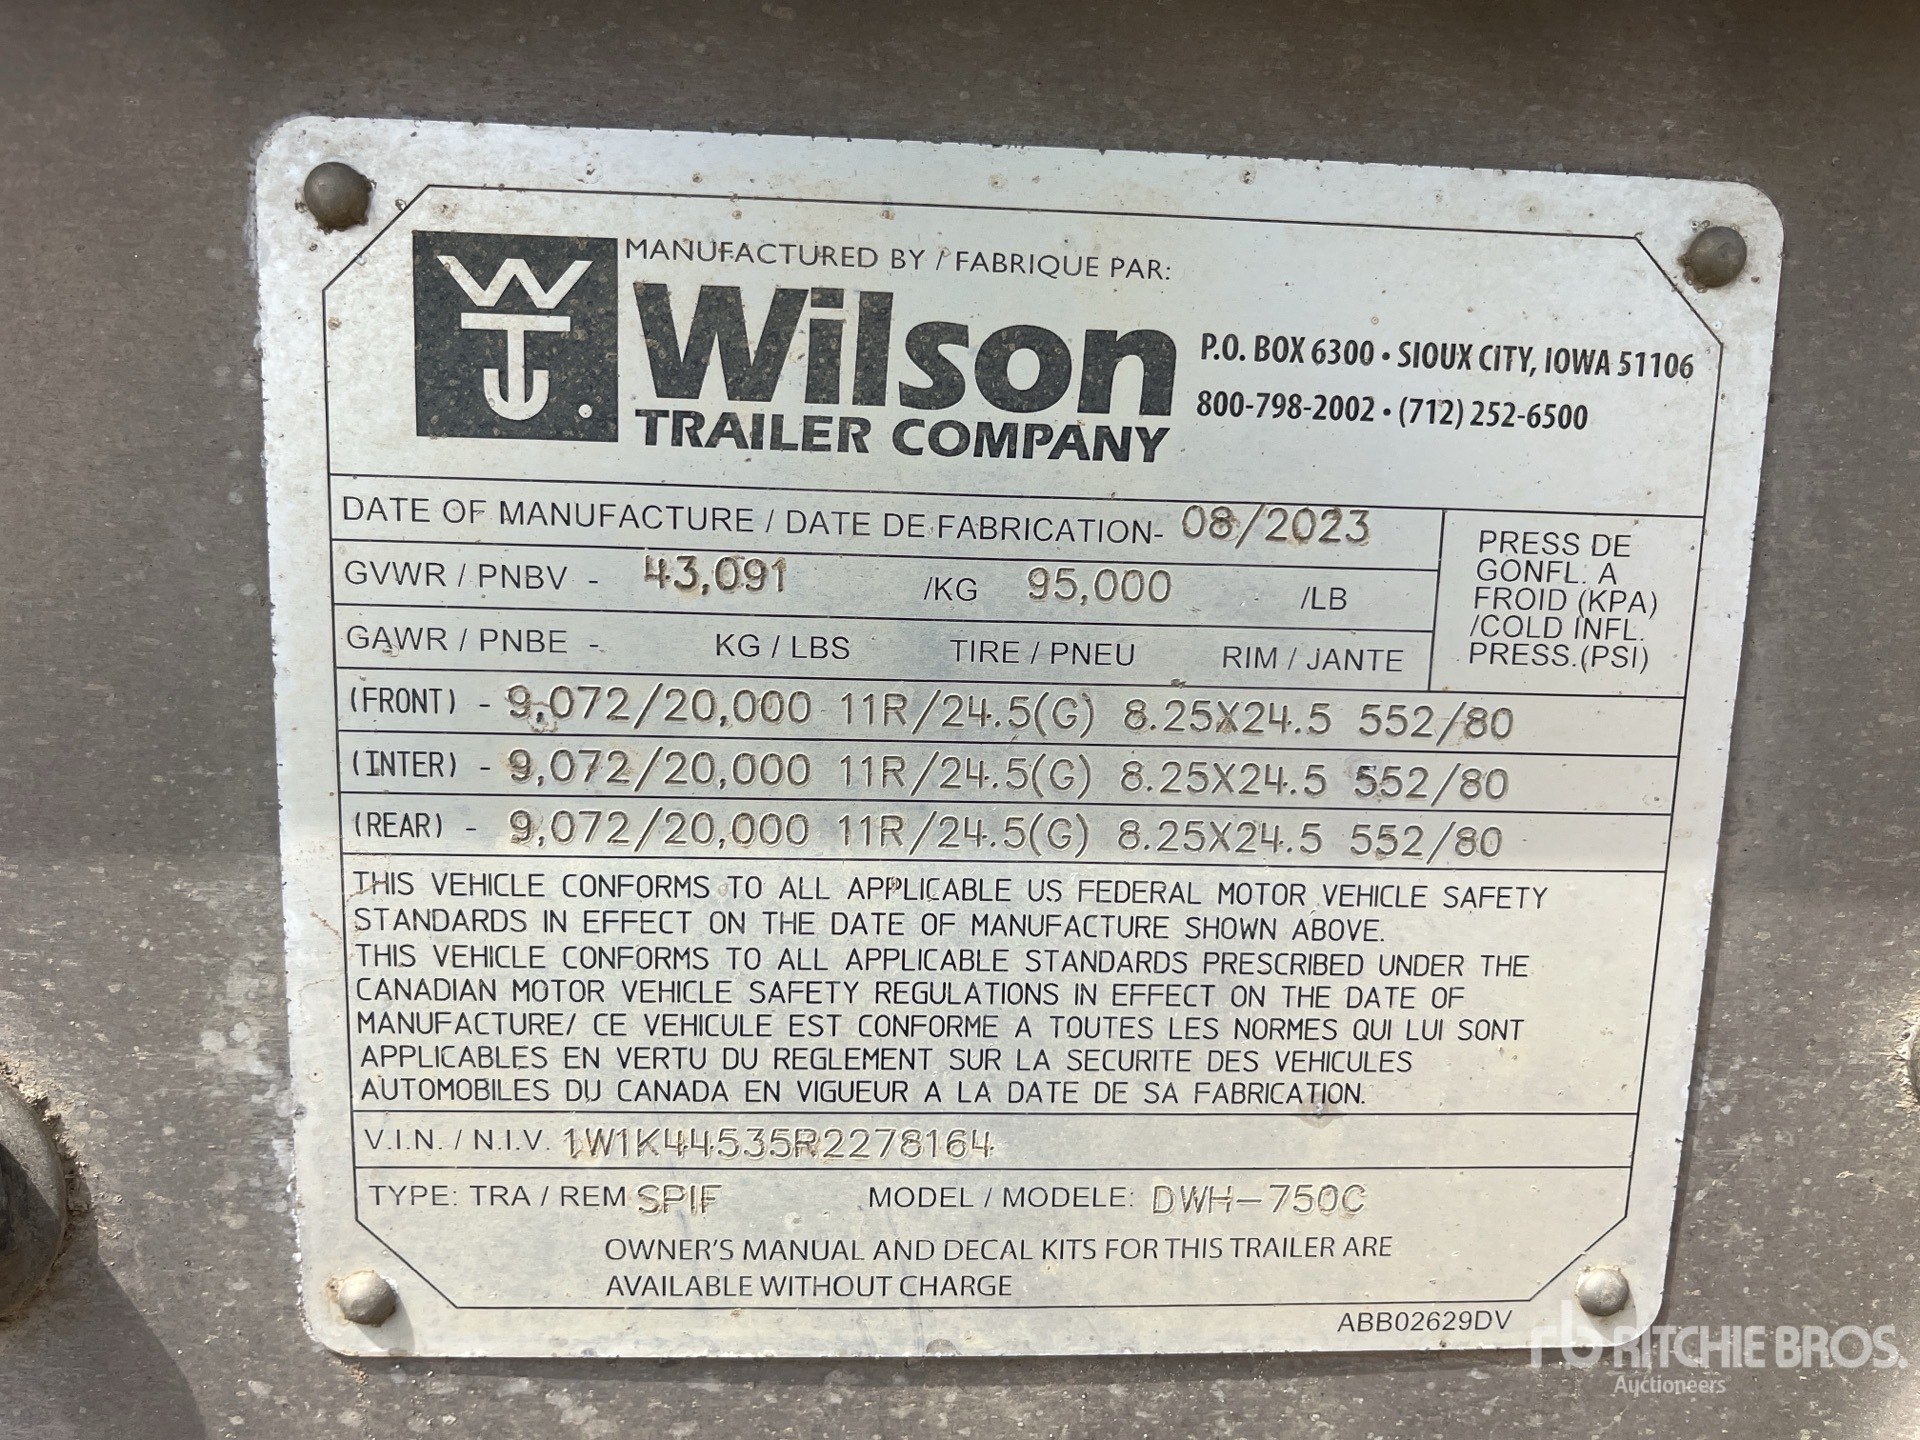 MANUFACTURED BY / FABRIQUE PAR:
WT
Wilson
TRAILER COMPANY
P.O. BOX 6300 • SIOUX CITY, IOWA 51106
800-798-2002 • (712) 252-6500
DATE OF MANUFACTURE / DATE DE FABRICATION- 08/2023
GVWR / PNBV - 43,091 /KG 95,000 /LB
GAWR / PNBE - KG / LBS TIRE / PNEU RIM / JANTE
PRESS DE
GONFL. A
FROID (KPA)
/COLD INFL.
PRESS.(PSI)
(FRONT) - 9,072/20,000 11R/24.5(G) 8.25X24.5 552/80
(INTER) - 9,072/20,000 11R/24.5(G) 8.25X24.5 552/80
(REAR) - 9,072/20,000 11R/24.5(G) 8.25X24.5 552/80
THIS VEHICLE CONFORMS TO ALL APPLICABLE US FEDERAL MOTOR VEHICLE SAFETY
STANDARDS IN EFFECT ON THE DATE OF MANUFACTURE SHOWN ABOVE.
THIS VEHICLE CONFORMS TO ALL APPLICABLE STANDARDS PRESCRIBED UNDER THE
CANADIAN MOTOR VEHICLE SAFETY REGULATIONS IN EFFECT ON THE DATE OF
MANUFACTURE/ CE VEHICULE EST CONFORME A TOUTES LES NORMES QUI LUI SONT
APPLICABLES EN VERTU DU REGLEMENT SUR LA SECURITE DES VEHICULES
AUTOMOBILES DU CANADA EN VIGUEUR A LA DATE DE SA FABRICATION.
V.I.N. / N.I.V. 1W1K44535R2278164
TYPE: TRA / REM SPIF MODEL / MODELE: DWH-750C
OWNER'S MANUAL AND DECAL KITS FOR THIS TRAILER ARE
AVAILABLE WITHOUT CHARGE
ABB02629DV
rb RITCHIE BROS.
Auctioneers